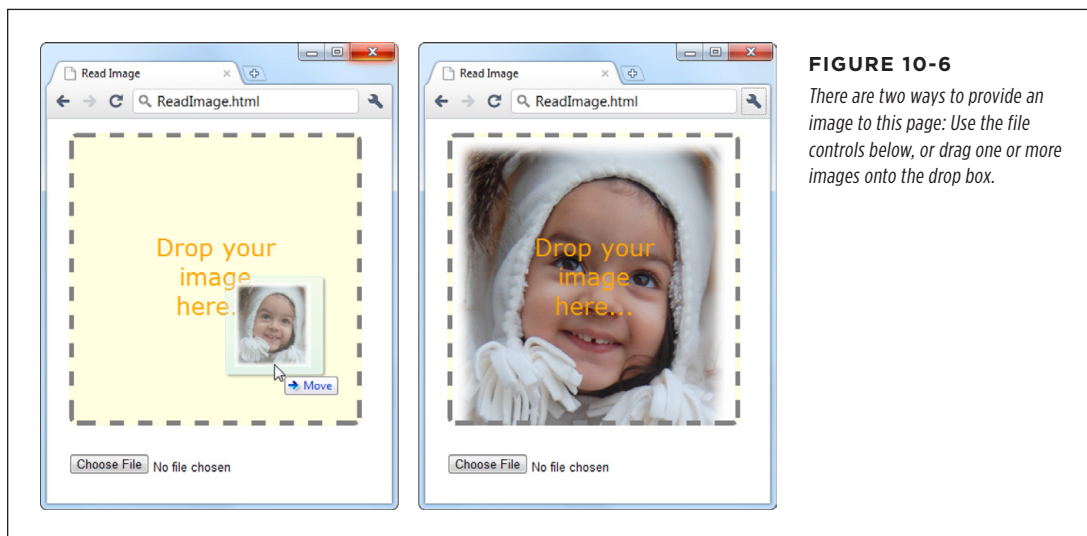 Read Image
ReadImage.html
Drop your
image
here...
Move
Choose File No file chosen
Read Image
ReadImage.html
Drop your
image
here...
Choose File No file chosen
FIGURE 10-6
There are two ways to provide an
image to this page: Use the file
controls below, or drag one or more
images onto the drop box.